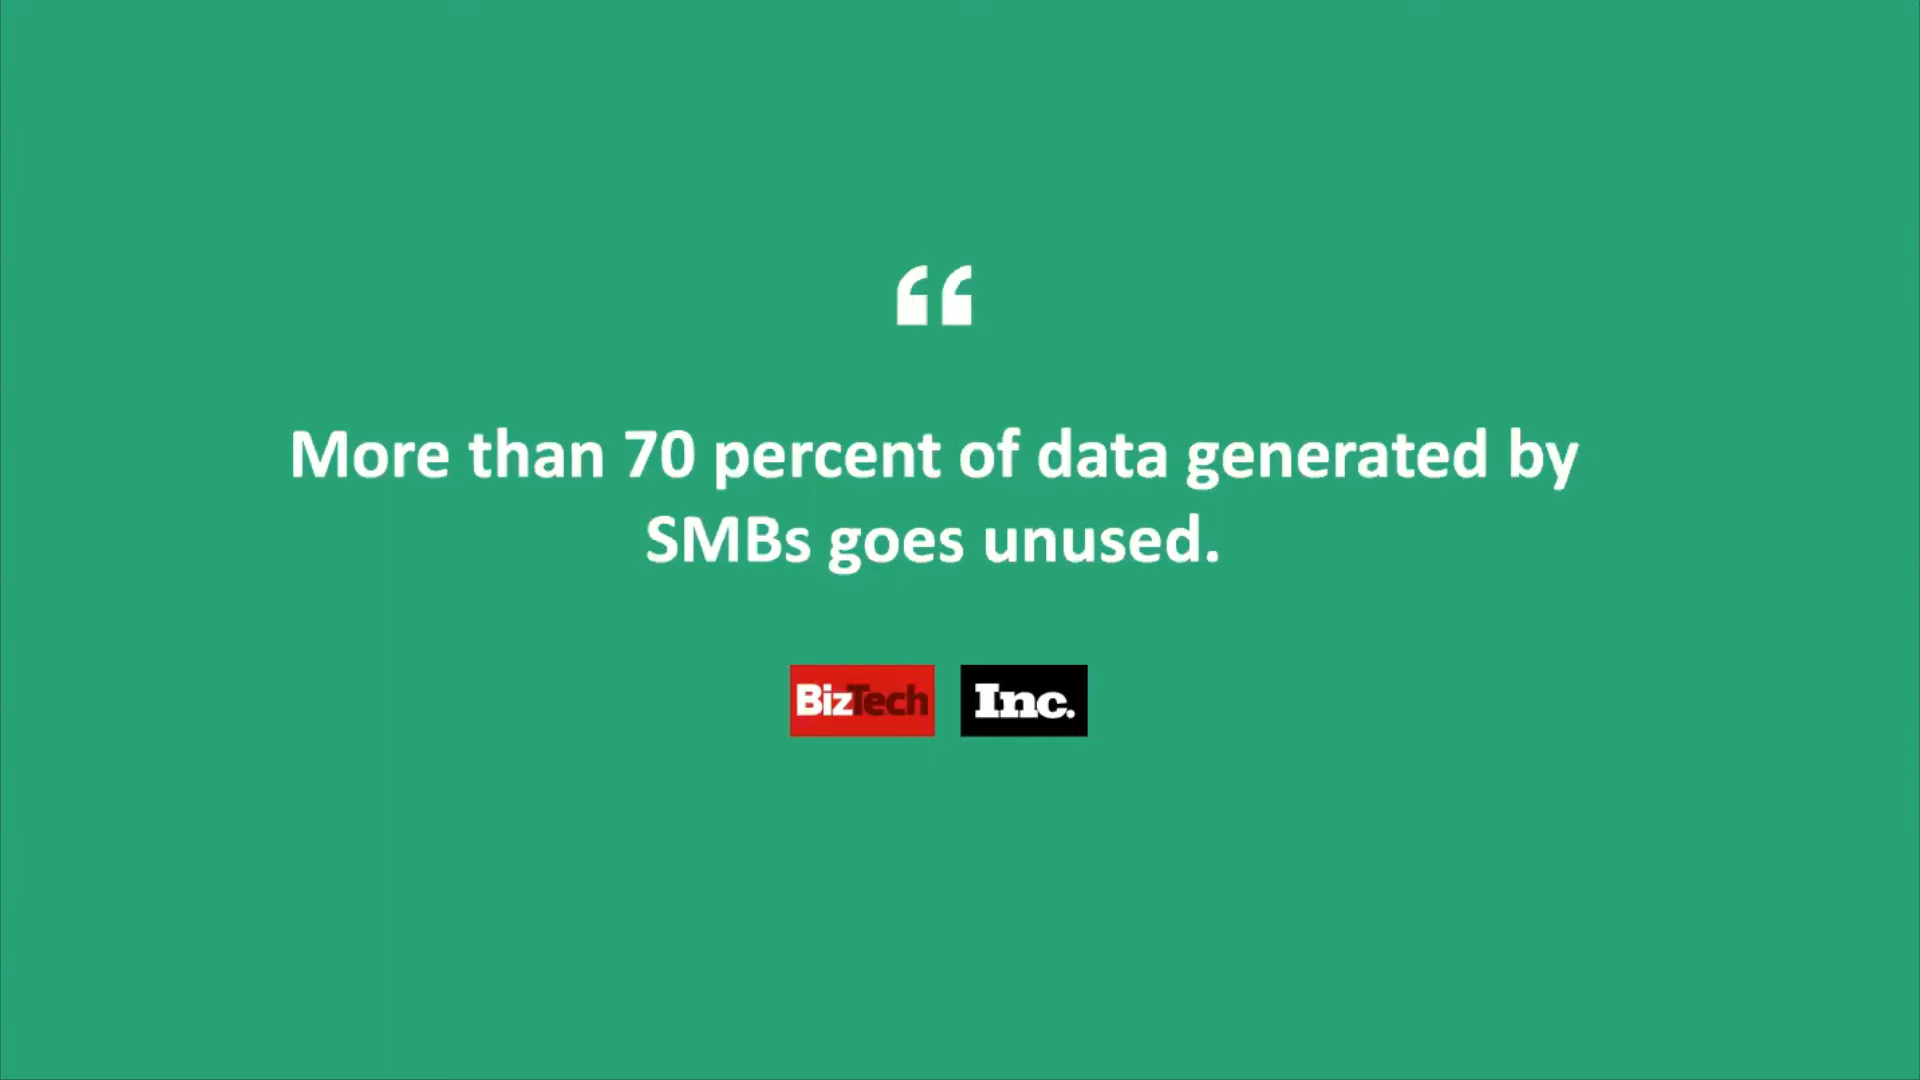 “
More than 70 percent of data generated by
SMBs goes unused.
BizTech Inc.